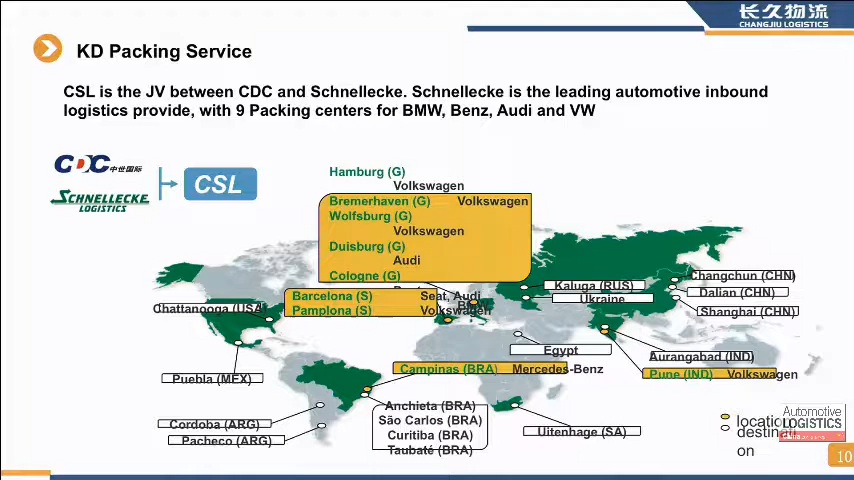 长久物流
CHANGJIU LOGISTICS
KD Packing Service
CSL is the JV between CDC and Schnellecke. Schnellecke is the leading automotive inbound
logistics provide, with 9 Packing centers for BMW, Benz, Audi and VW
CDC 中世国际
SCHNELLECKE
LOGISTICS
CSL
Hamburg (G)
Volkswagen
Bremerhaven (G) Volkswagen
Wolfsburg (G)
Volkswagen
Duisburg (G)
Audi
Cologne (G)
Barcelona (S) Seat, Audi
Pamplona (S) Volkswagen
Kaluga (RUS)
Ukraine
Changchun (CHN)
Dalian (CHN)
Shanghai (CHN)
Chattanooga (USA)
Egypt
Aurangabad (IND)
Pune (IND) Volkswagen
Puebla (MEX)
Campinas (BRA) Mercedes-Benz
Anchieta (BRA)
São Carlos (BRA)
Curitiba (BRA)
Taubaté (BRA)
Cordoba (ARG)
Pacheco (ARG)
Uitenhage (SA)
location
destinati
on
Automotive
LOGISTICS
10